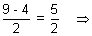 (9 - 4)/2 = 5/2 ⇒